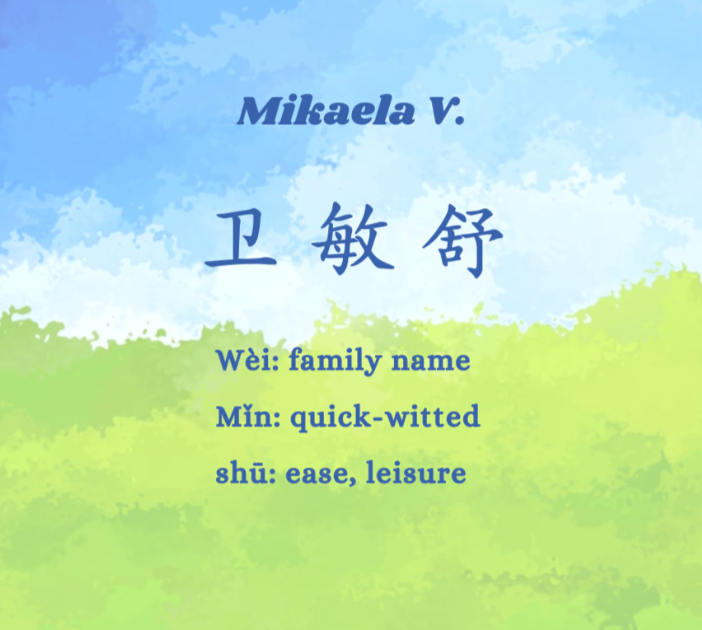 Mikaela V.
卫 敏 舒
Wèi: family name
Mǐn: quick-witted
shū: ease, leisure